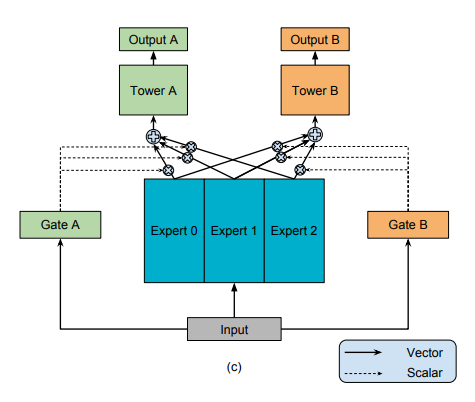 Output A
Output B
Tower A
Tower B
Gate A
Expert 0
Expert 1
Expert 2
Gate B
Input
(c)
Vector
Scalar